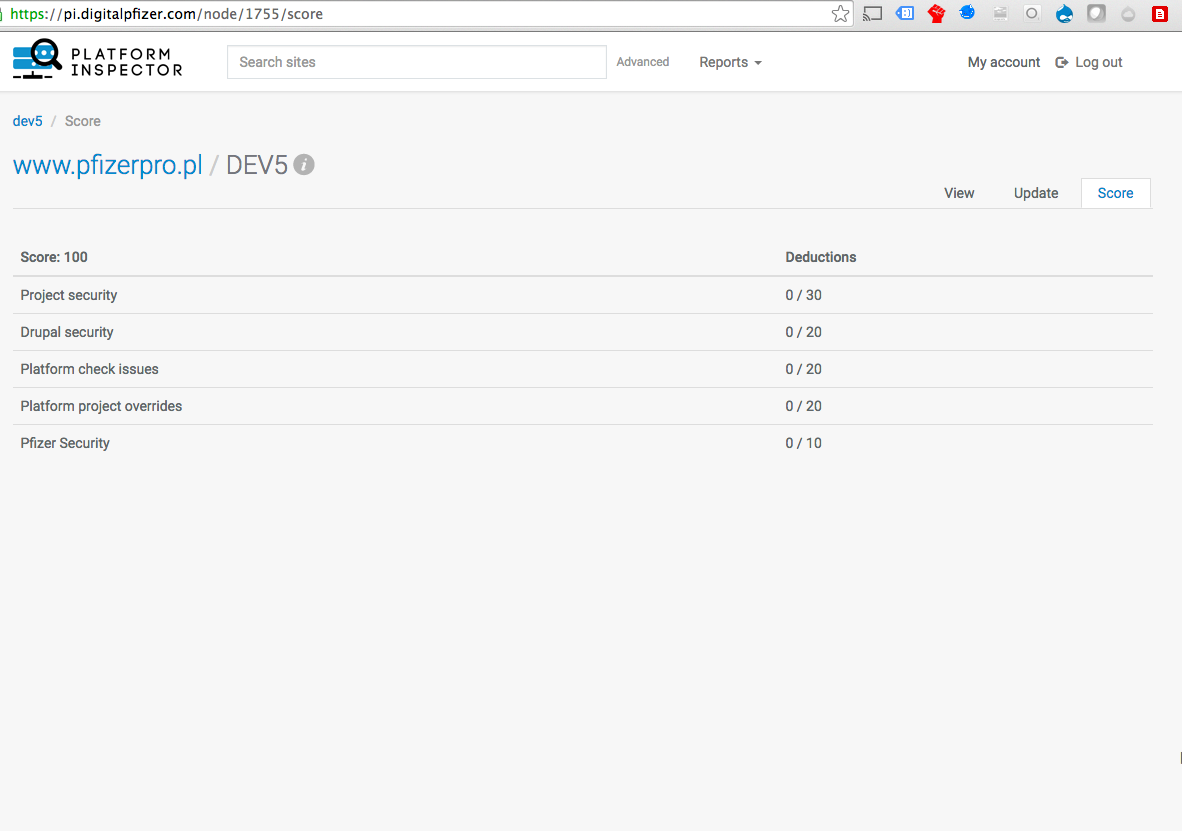 https://pi.digitalpfizer.com/node/1755/score
PLATFORM
INSPECTOR
Search sites
Advanced
Reports
My account
Log out
dev5 / Score
www.pfizerpro.pl / DEV5
View
Update
Score
Score: 100 Deductions
Project security 0 / 30
Drupal security 0 / 20
Platform check issues 0 / 20
Platform project overrides 0 / 20
Pfizer Security 0 / 10